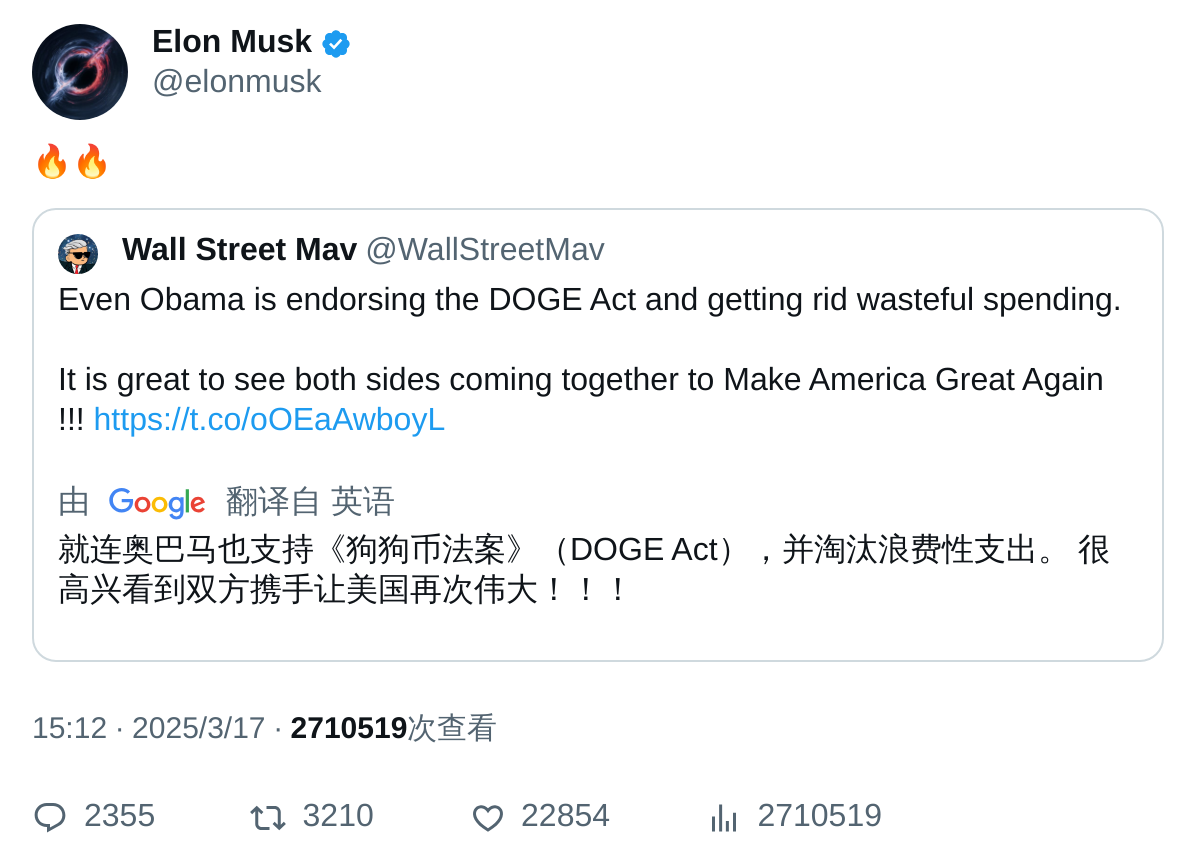 Elon Musk
@elonmusk
🔥🔥
Wall Street Mav @WallStreetMav
Even Obama is endorsing the DOGE Act and getting rid wasteful spending.
It is great to see both sides coming together to Make America Great Again
!!! https://t.co/oOEaAwboyL
由 Google 翻译自 英语
就连奥巴马也支持《狗狗币法案》（DOGE Act），并淘汰浪费性支出。 很
高兴看到双方携手让美国再次伟大！！！
15:12 · 2025/3/17 · 2710519次查看
2355 3210 22854 2710519